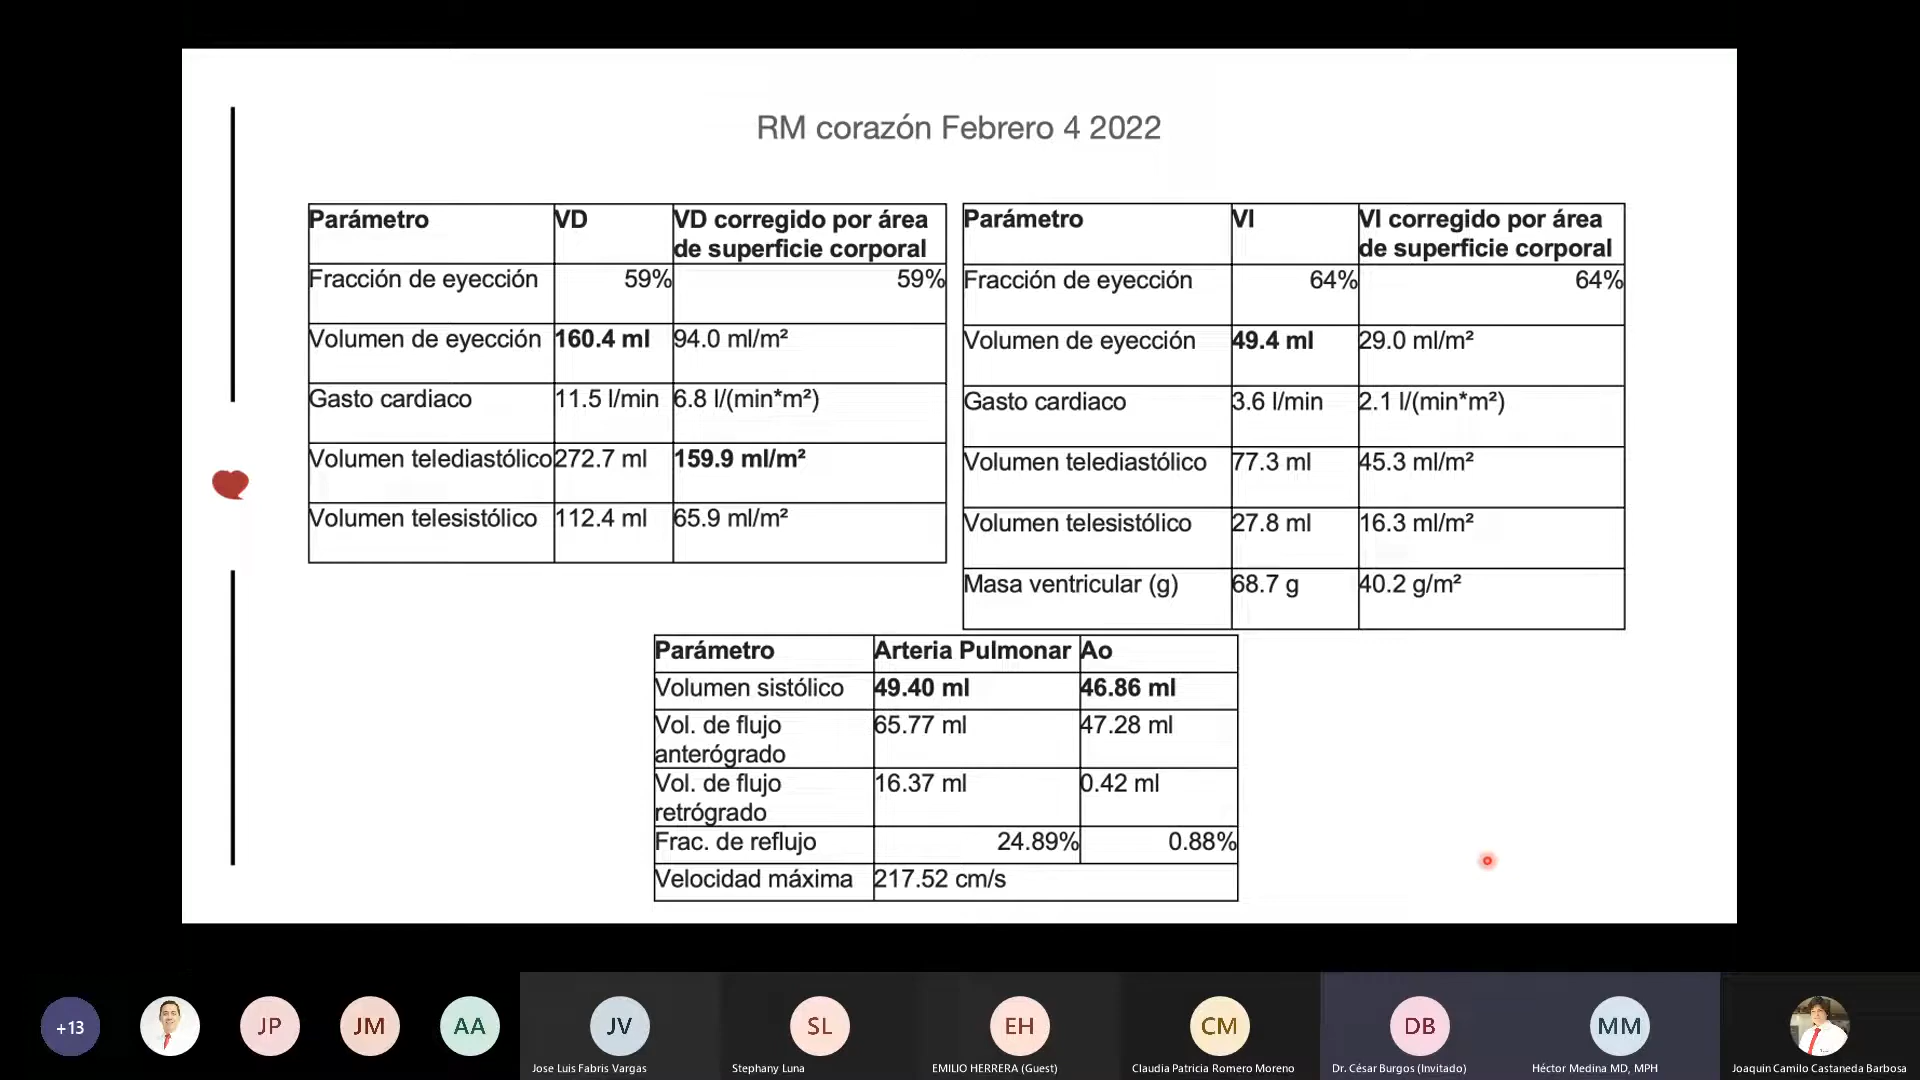 RM corazón Febrero 4 2022
Parámetro VD VD corregido por área
de superficie corporal
Fracción de eyección 59% 59%
Volumen de eyección 160.4 ml 94.0 ml/m²
Gasto cardiaco 11.5 l/min 6.8 l/(min*m²)
Volumen telediastólico 272.7 ml 159.9 ml/m²
Volumen telesistólico 112.4 ml 65.9 ml/m²
Parámetro VI VI corregido por área
de superficie corporal
Fracción de eyección 64% 64%
Volumen de eyección 49.4 ml 29.0 ml/m²
Gasto cardiaco 3.6 l/min 2.1 l/(min*m²)
Volumen telediastólico 77.3 ml 45.3 ml/m²
Volumen telesistólico 27.8 ml 16.3 ml/m²
Masa ventricular (g) 68.7 g 40.2 g/m²
Parámetro Arteria Pulmonar Ao
Volumen sistólico 49.40 ml 46.86 ml
Vol. de flujo 65.77 ml 47.28 ml
anterógrado
Vol. de flujo 16.37 ml 0.42 ml
retrógrado
Frac. de reflujo 24.89% 0.88%
Velocidad máxima 217.52 cm/s
+13 JP JM AA JV SL EH CM DB MM
Jose Luis Fabris Vargas Stephany Luna EMILIO HERRERA (Guest) Claudia Patricia Romero Moreno Dr. César Burgos (Invitado) Héctor Medina MD, MPH Joaquin Camilo Castaneda Barbosa